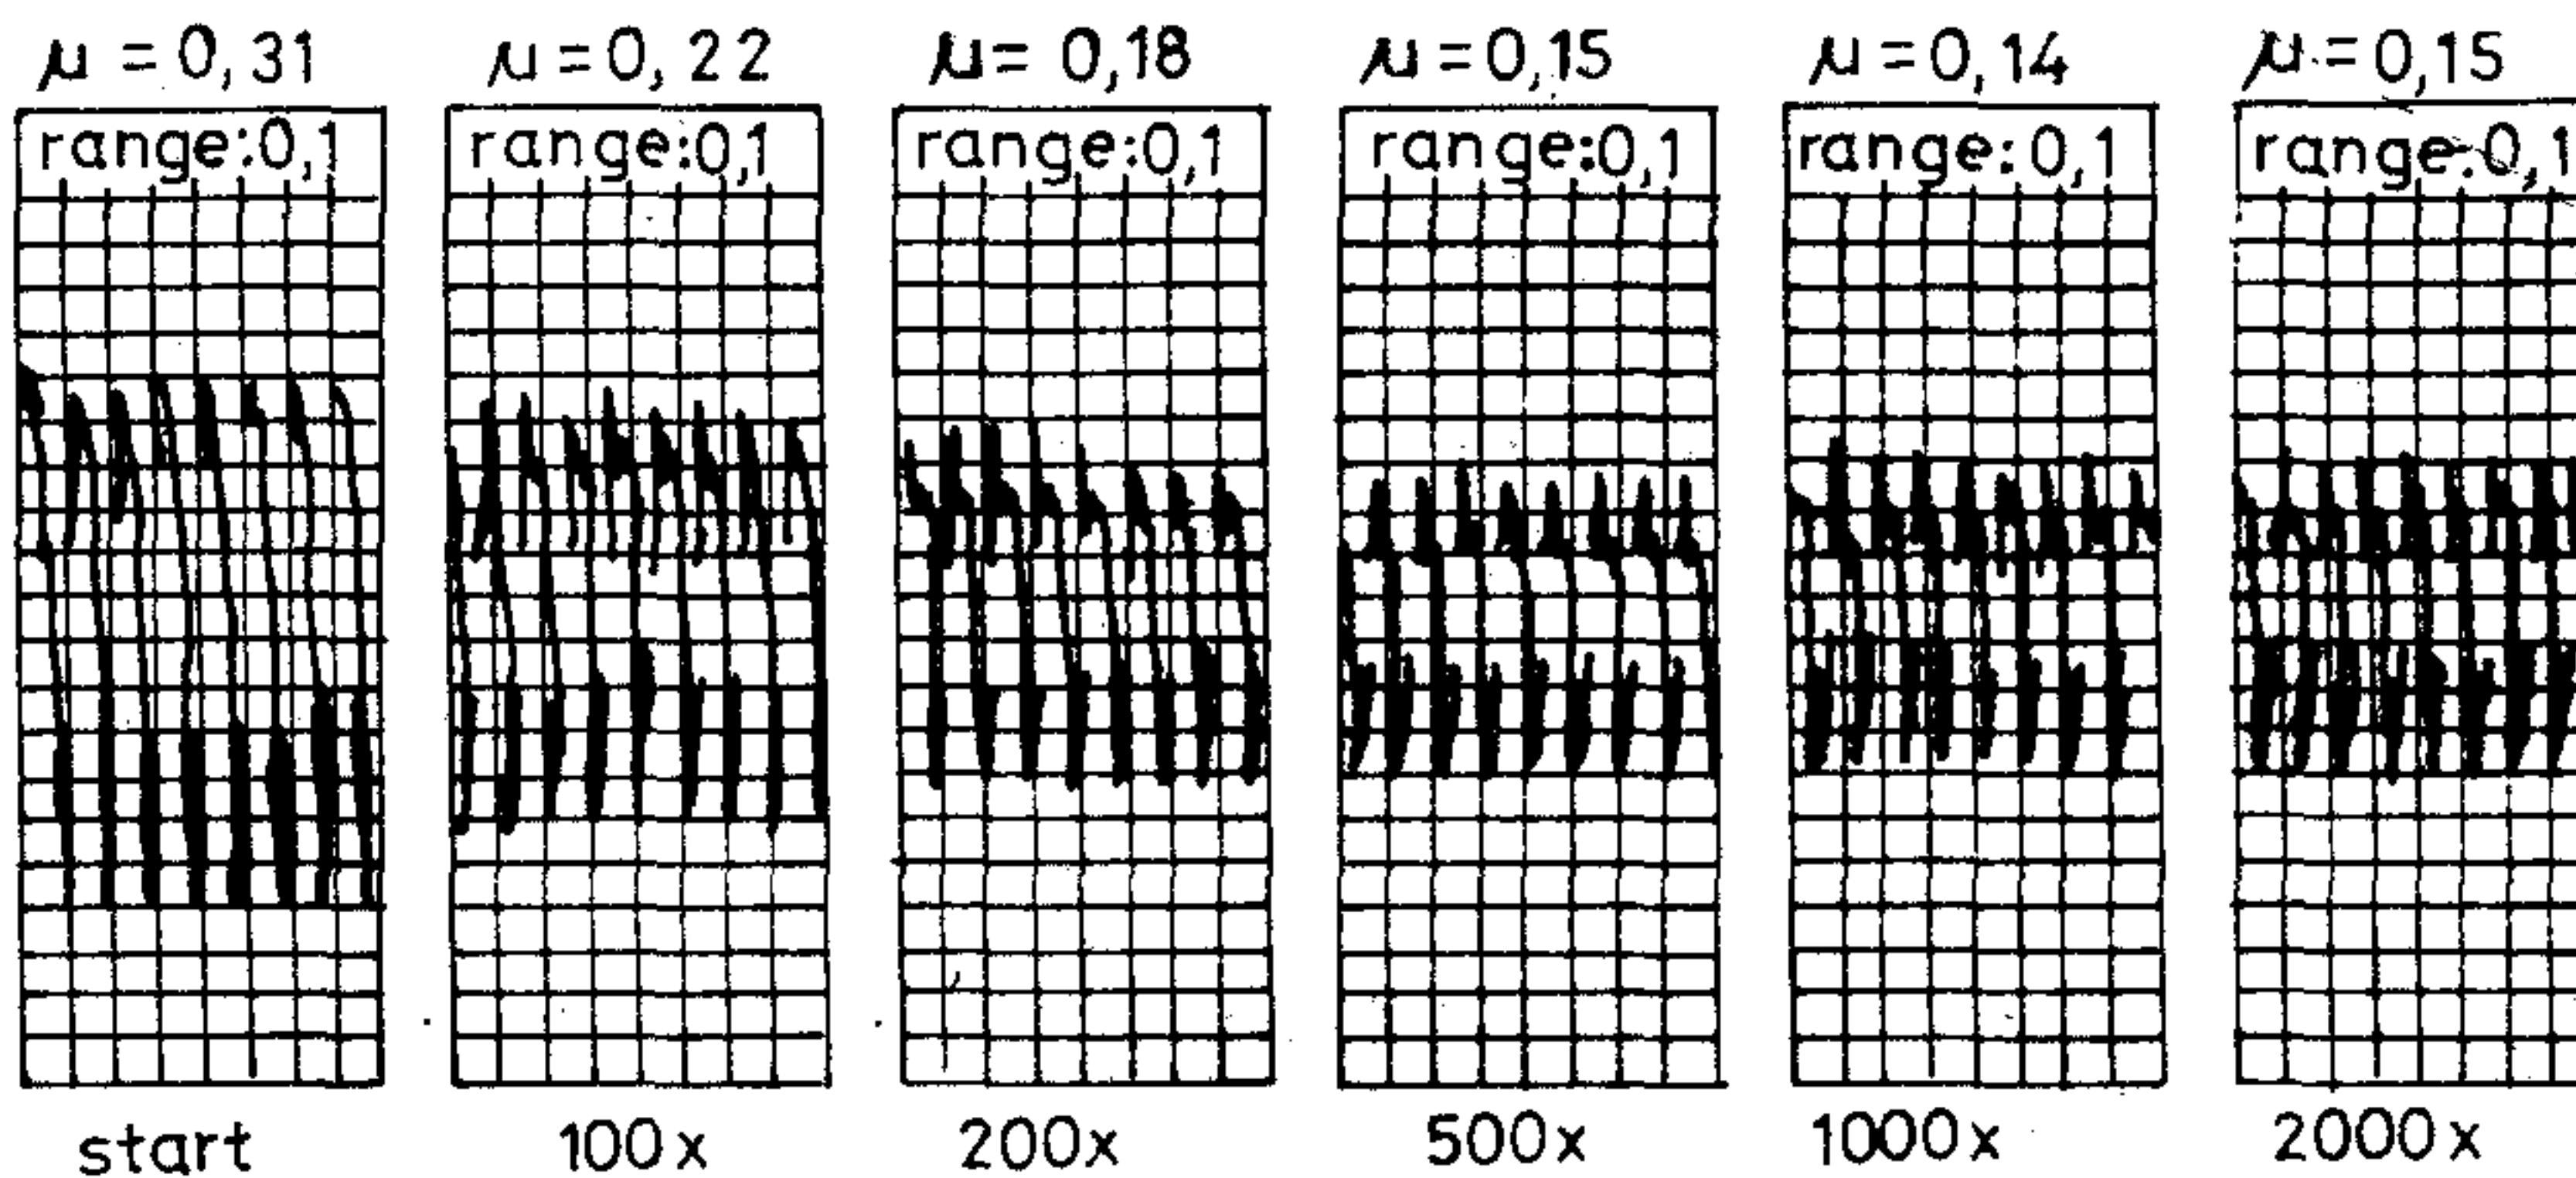 μ = 0,31 μ = 0,22 μ = 0,18 μ = 0,15 μ = 0,14 μ = 0,15
range:0,1 range:0,1 range:0,1 range:0,1 range:0,1 range:0,1
start 100x 200x 500x 1000x 2000x